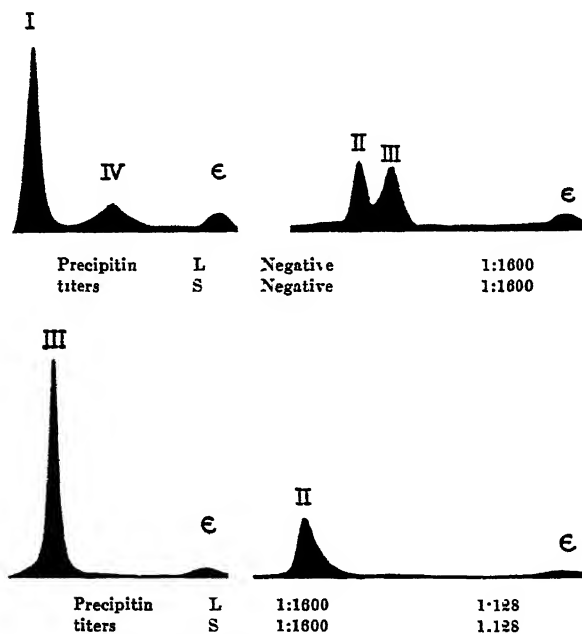 I
IV
Є
II
III
Є
Precipitin L Negative 1:1600
titers S Negative 1:1600
III
Є
II
Є
Precipitin L 1:1600 1·128
titers S 1:1600 1.128